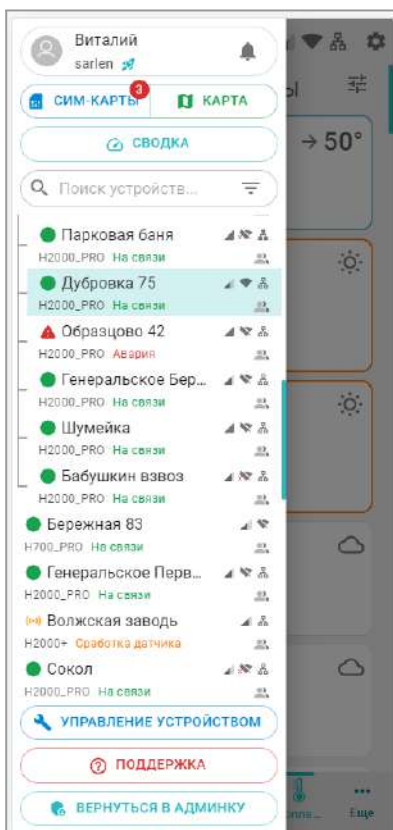 Виталий
sarlen
3
СИМ-КАРТЫ
КАРТА
СВОДКА
→ 50°
Поиск устройств...
Парковая баня
H2000_PRO На связи
Дубровка 75
H2000_PRO На связи
Образцово 42
H2000_PRO Авария
Генеральское Бер...
H2000_PRO На связи
Шумейка
H2000_PRO На связи
Бабушкин взвоз
H2000_PRO На связи
Бережная 83
H700_PRO На связи
Генеральское Перв...
H2000_PRO На связи
Волжская заводь
H2000+ Сработка датчика
Сокол
H2000_PRO На связи
УПРАВЛЕНИЕ УСТРОЙСТВОМ
ПОДДЕРЖКА
ВЕРНУТЬСЯ В АДМИНКУ
Еще